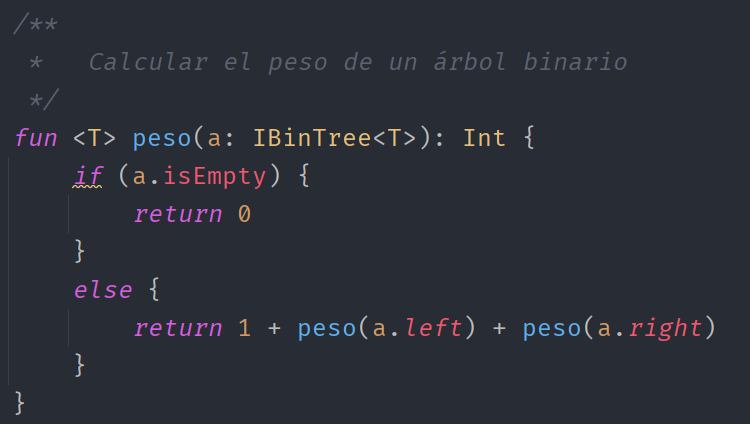 /**
 *   Calcular el peso de un árbol binario
 */
fun <T> peso(a: IBinTree<T>): Int {
    if (a.isEmpty) {
        return 0
    }
    else {
        return 1 + peso(a.left) + peso(a.right)
    }
}